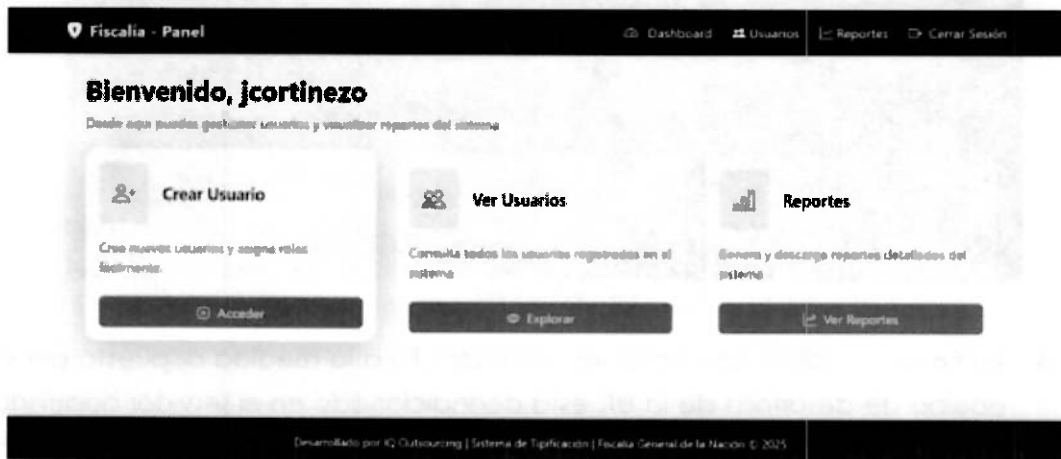 Fiscalía - Panel
Dashboard Usuarios Reportes Cerrar Sesión
Bienvenido, jcortinezo
Desde aquí puedes gestionar usuarios y visualizar reportes del sistema
Crear Usuario
Crea nuevos usuarios y asigna roles
fácilmente.
Acceder
Ver Usuarios
Consulta todos los usuarios registrados en el
sistema
Explorar
Reportes
Genera y descarga reportes detallados del
sistema
Ver Reportes
Desarrollado por IQ Outsourcing | Sistema de Tipificación | Fiscalía General de la Nación © 2025